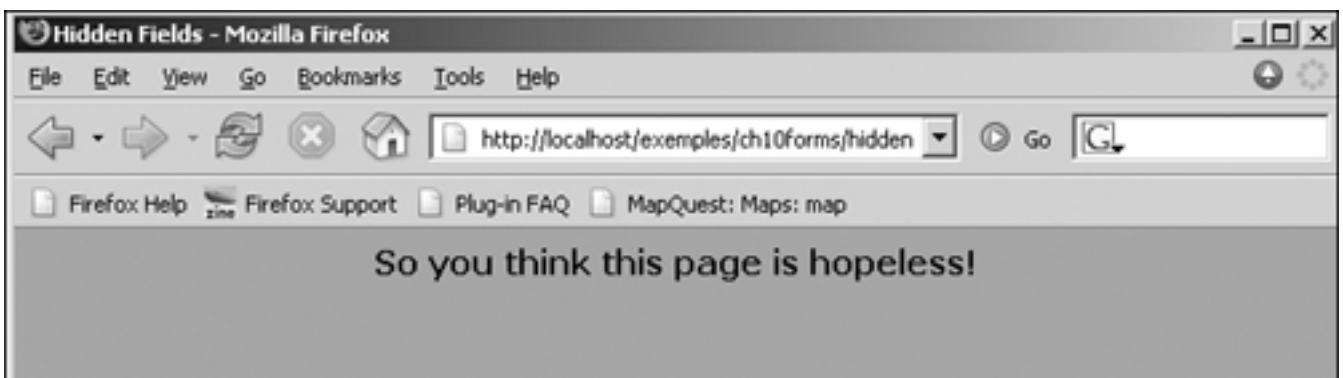 Hidden Fields - Mozilla Firefox
File Edit View Go Bookmarks Tools Help
http://localhost/exemples/ch10forms/hidden Go G
Firefox Help zine Firefox Support Plug-in FAQ MapQuest: Maps: map
So you think this page is hopeless!